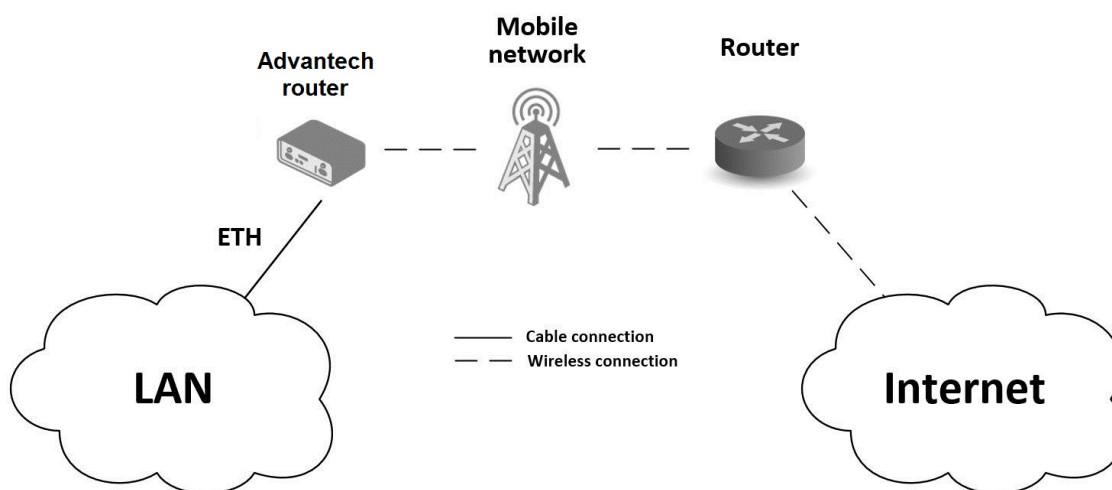 Advantech
router
Mobile
network
Router
ETH
LAN
Cable connection
Wireless connection
Internet